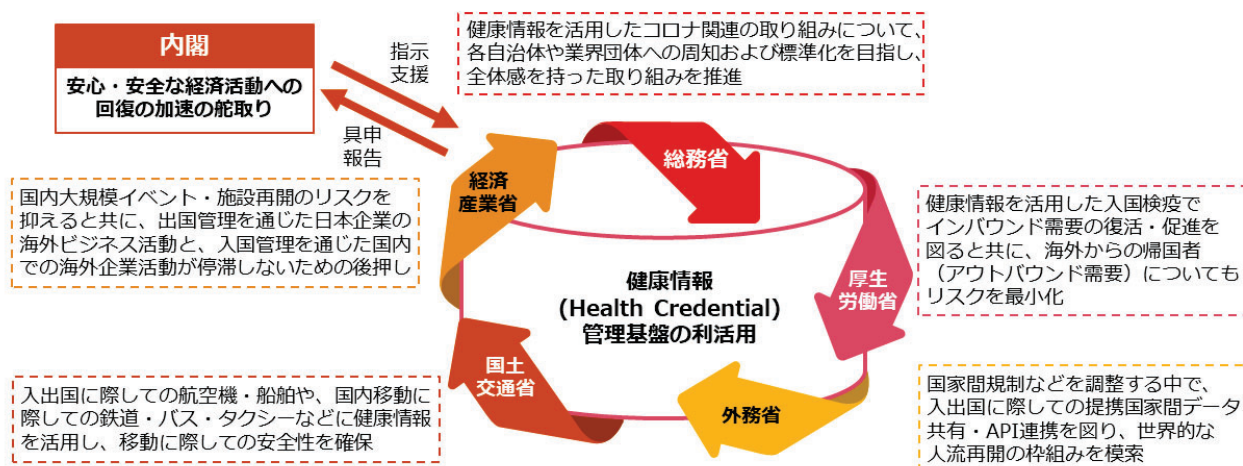 内閣
安心・安全な経済活動への
回復の加速の舵取り
指示
支援
具申
報告
健康情報を活用したコロナ関連の取り組みについて、
各自治体や業界団体への周知および標準化を目指し、
全体感を持った取り組みを推進
総務省
経済
産業省
国内大規模イベント・施設再開のリスクを
抑えると共に、出国管理を通じた日本企業の
海外ビジネス活動と、入国管理を通じた国内
での海外企業活動が停滞しないための後押し
健康情報を活用した入国検疫で
インバウンド需要の復活・促進を
図ると共に、海外からの帰国者
（アウトバウンド需要）についても
リスクを最小化
厚生
労働省
健康情報
(Health Credential)
管理基盤の利活用
国土
交通省
外務省
入出国に際しての航空機・船舶や、国内移動に
際しての鉄道・バス・タクシーなどに健康情報
を活用し、移動に際しての安全性を確保
国家間規制などを調整する中で、
入出国に際しての提携国家間データ
共有・API連携を図り、世界的な
人流再開の枠組みを模索